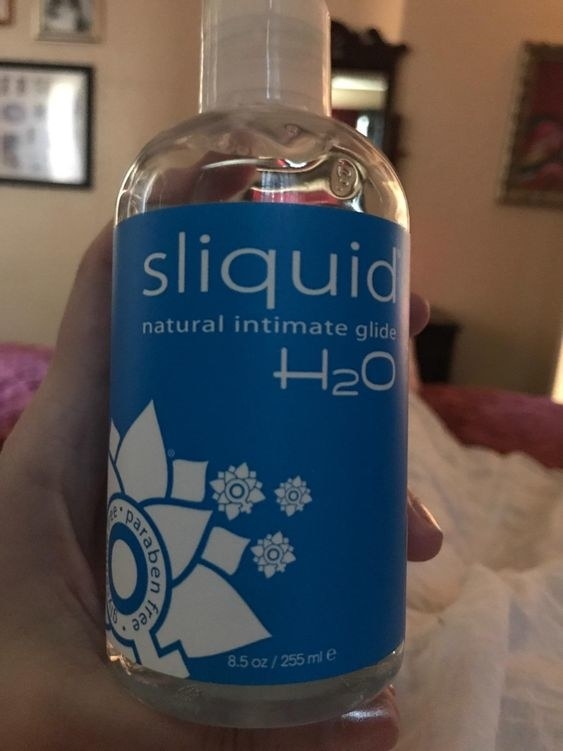 sliquid
natural intimate glide
H2O
paraben free
8.5 oz / 255 ml ℮